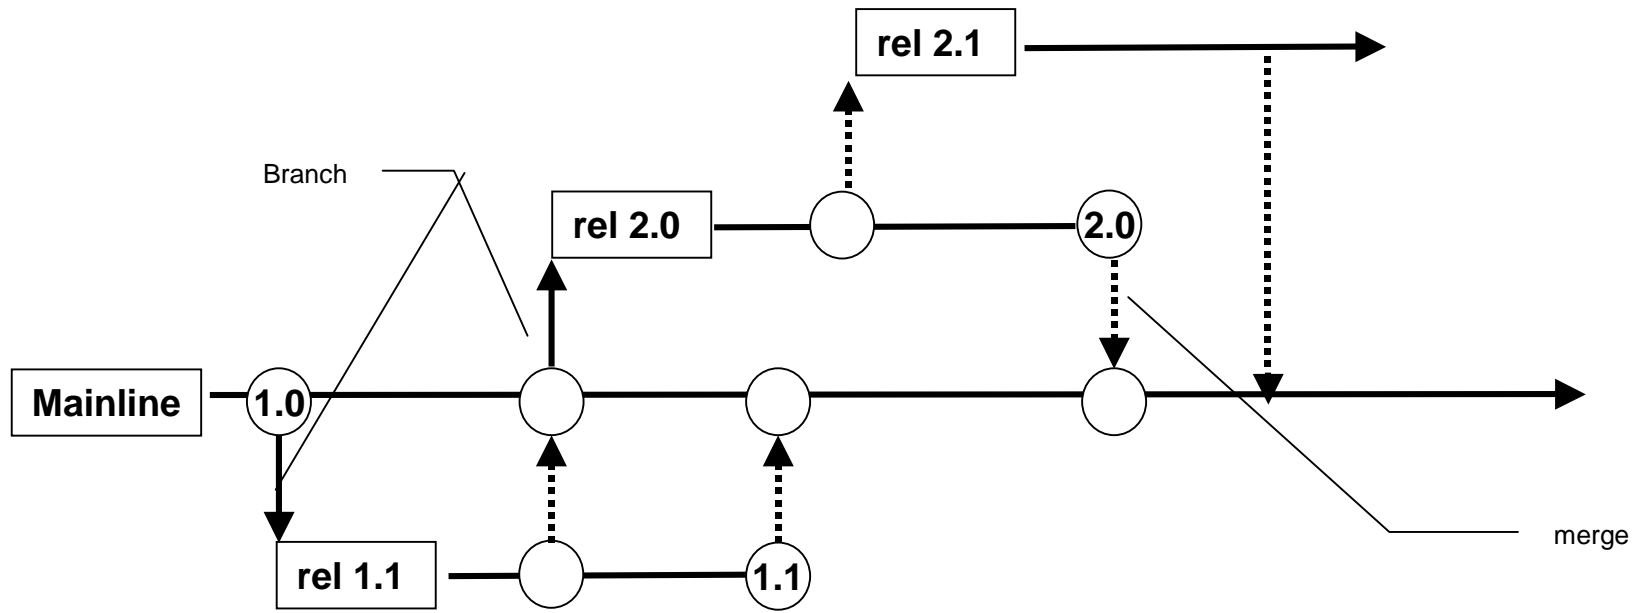 rel 2.1
Branch
rel 2.0
2.0
Mainline
1.0
merge
rel 1.1
1.1